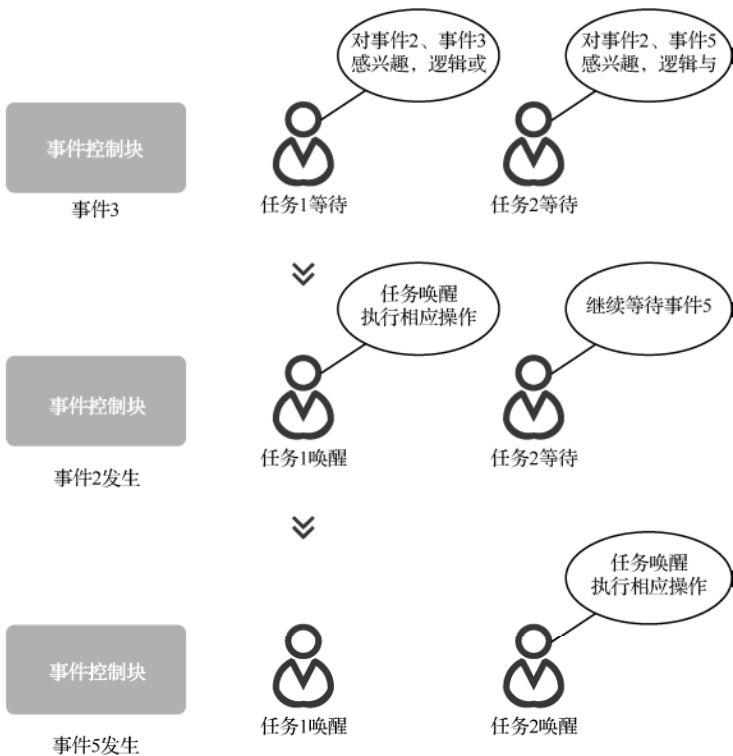 对事件2、事件3
感兴趣，逻辑或
对事件2、事件5
感兴趣，逻辑与
事件控制块
事件3
任务1等待
任务2等待
任务唤醒
执行相应操作
继续等待事件5
事件控制块
事件2发生
任务1唤醒
任务2等待
任务唤醒
执行相应操作
事件控制块
事件5发生
任务1唤醒
任务2唤醒